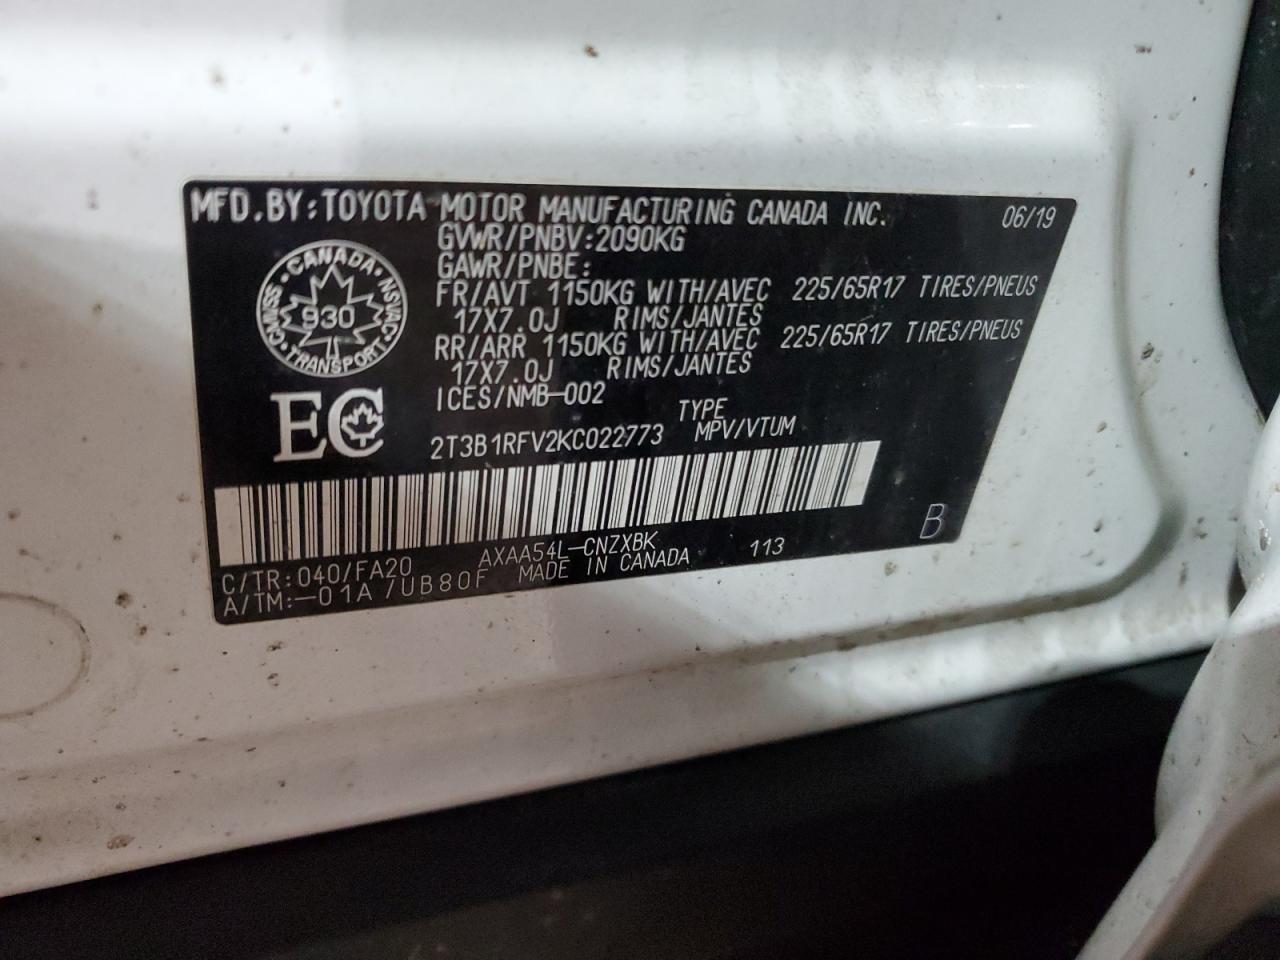 MFD.BY:TOYOTA MOTOR MANUFACTURING CANADA INC. 06/19
GVWR/PNBV:2090KG
GAWR/PNBE:
FR/AVT 1150KG WITH/AVEC 225/65R17 TIRES/PNEUS
17X7.0J RIMS/JANTES
RR/ARR 1150KG WITH/AVEC 225/65R17 TIRES/PNEUS
17X7.0J RIMS/JANTES
ICES/NMB-002
CANADA
CMVSS NSVAC
930
TRANSPORT
EC
TYPE
2T3B1RFV2KC022773 MPV/VTUM
B
C/TR:040/FA20 AXAA54L-CNZXBK 113
A/TM:-01A/UB80F MADE IN CANADA